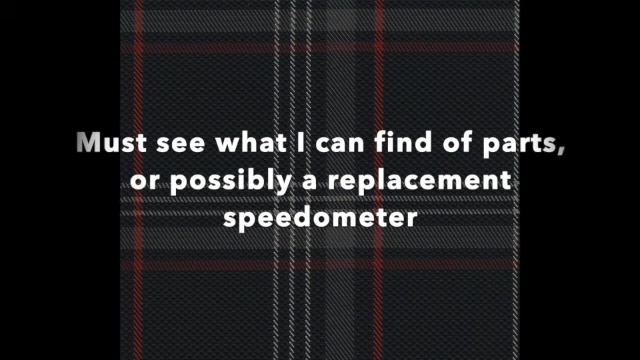 Must see what I can find of parts,
or possibly a replacement
speedometer